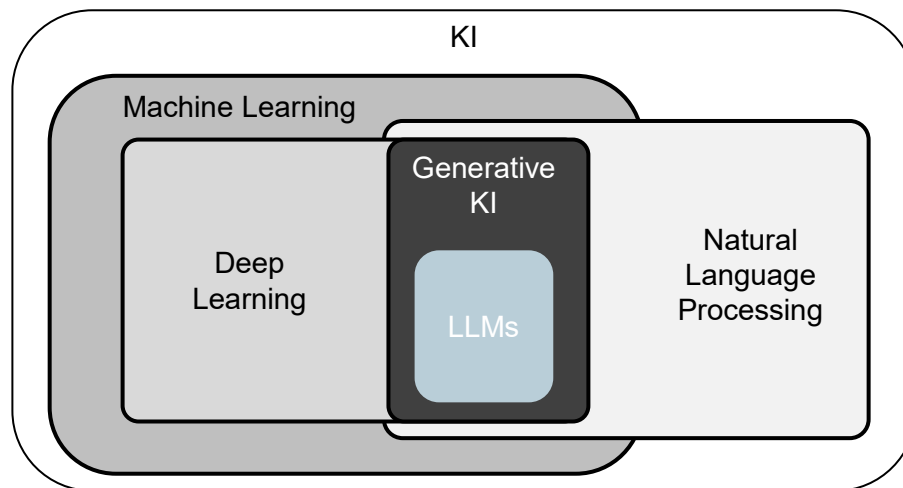 KI
Machine Learning
Generative
KI
Deep
Learning
LLMs
Natural
Language
Processing